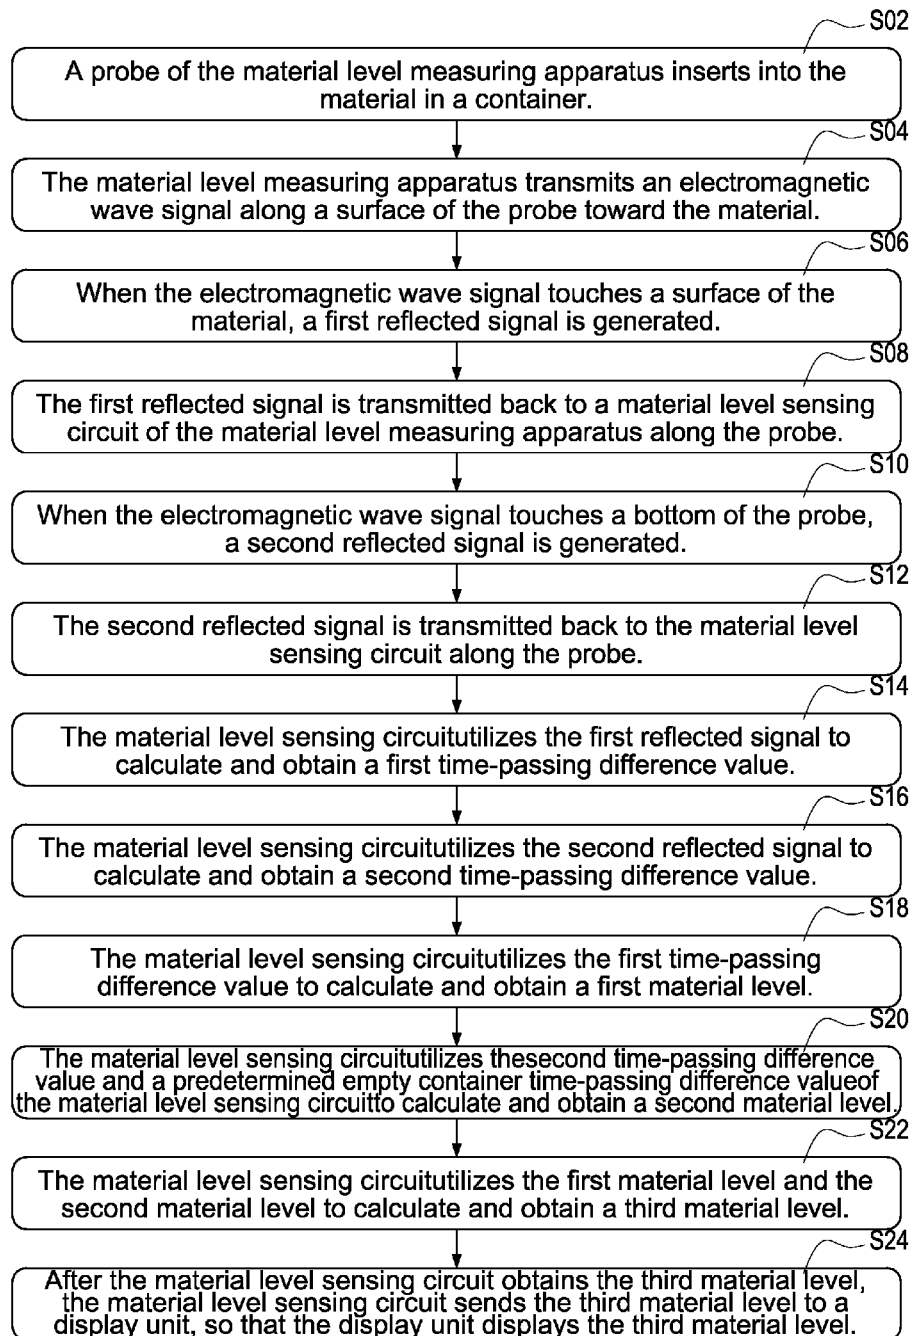 S02
A probe of the material level measuring apparatus inserts into the
material in a container.
S04
The material level measuring apparatus transmits an electromagnetic
wave signal along a surface of the probe toward the material.
S06
When the electromagnetic wave signal touches a surface of the
material, a first reflected signal is generated.
S08
The first reflected signal is transmitted back to a material level sensing
circuit of the material level measuring apparatus along the probe.
S10
When the electromagnetic wave signal touches a bottom of the probe,
a second reflected signal is generated.
S12
The second reflected signal is transmitted back to the material level
sensing circuit along the probe.
S14
The material level sensing circuitutilizes the first reflected signal to
calculate and obtain a first time-passing difference value.
S16
The material level sensing circuitutilizes the second reflected signal to
calculate and obtain a second time-passing difference value.
S18
The material level sensing circuitutilizes the first time-passing
difference value to calculate and obtain a first material level.
S20
The material level sensing circuitutilizes thesecond time-passing difference
value and a predetermined empty container time-passing difference valueof
the material level sensing circuitto calculate and obtain a second material level.
S22
The material level sensing circuitutilizes the first material level and the
second material level to calculate and obtain a third material level.
S24
After the material level sensing circuit obtains the third material level,
the material level sensing circuit sends the third material level to a
display unit, so that the display unit displays the third material level.